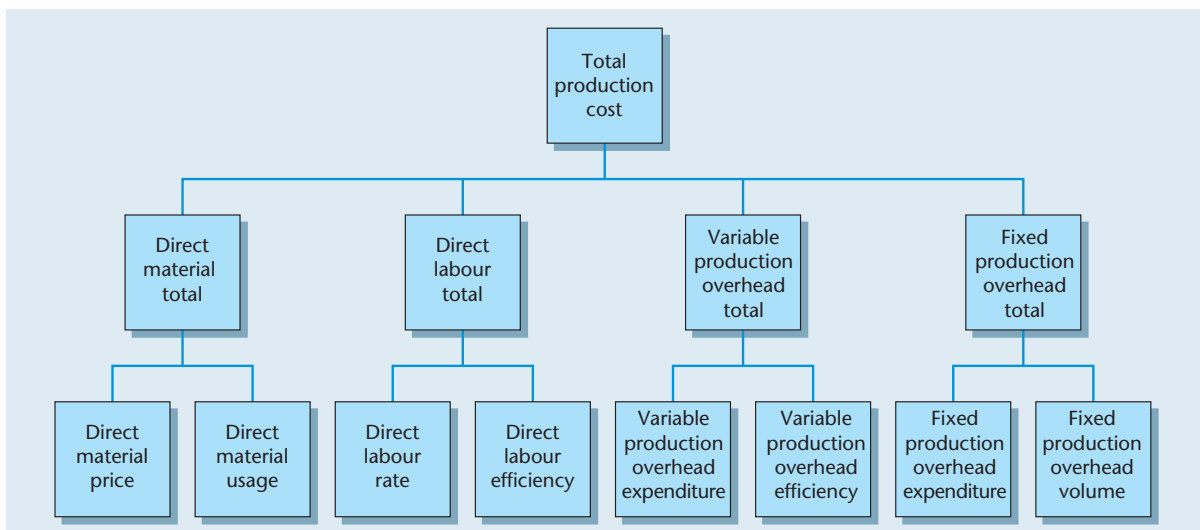 Total
production
cost
Direct
material
total
Direct
labour
total
Variable
production
overhead
total
Fixed
production
overhead
total
Direct
material
price
Direct
material
usage
Direct
labour
rate
Direct
labour
efficiency
Variable
production
overhead
expenditure
Variable
production
overhead
efficiency
Fixed
production
overhead
expenditure
Fixed
production
overhead
volume